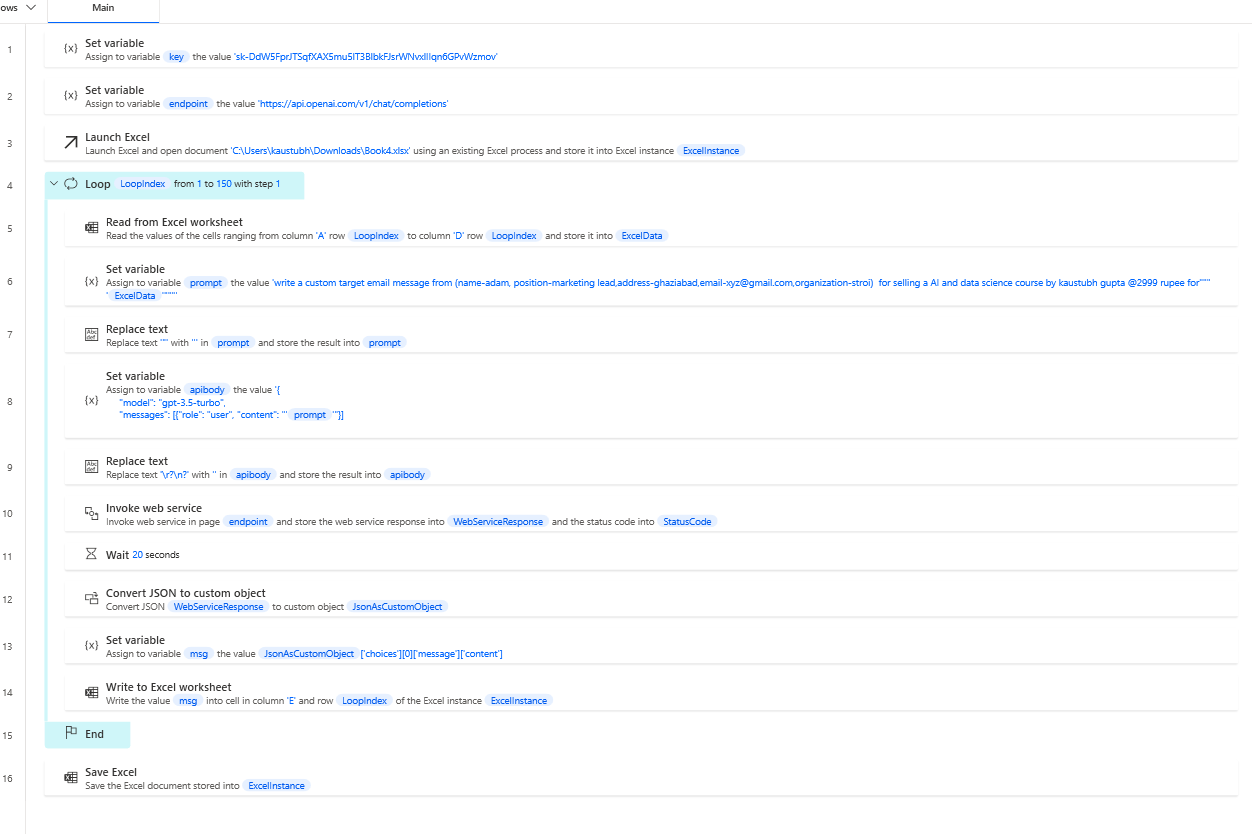 ows Main
1 {x} Set variable
Assign to variable key the value
2 {x} Set variable
Assign to variable endpoint the value 'https://api.openai.com/v1/chat/completions'
3 Launch Excel
Launch Excel and open document 'C:\Users\kaustubh\Downloads\Book4.xlsx' using an existing Excel process and store it into Excel instance ExcelInstance
4 Loop LoopIndex from 1 to 150 with step 1
5 Read from Excel worksheet
Read the values of the cells ranging from column 'A' row LoopIndex to column 'D' row LoopIndex and store it into ExcelData
6 {x} Set variable
Assign to variable prompt the value 'write a custom target email message from (name-adam, position-marketing lead,address-ghaziabad,email-xyz@gmail.com,organization-stroi) for selling a AI and data science course by kaustubh gupta @2999 rupee for""""
' ExcelData """""
7 Abc def Replace text
Replace text '"' with '' in prompt and store the result into prompt
8 {x} Set variable
Assign to variable apibody the value '{
"model": "gpt-3.5-turbo",
"messages": [{"role": "user", "content": "' prompt '"}]
9 Abc def Replace text
Replace text '\r?\n?' with '' in apibody and store the result into apibody
10 Invoke web service
Invoke web service in page endpoint and store the web service response into WebServiceResponse and the status code into StatusCode
11 Wait 20 seconds
12 Convert JSON to custom object
Convert JSON WebServiceResponse to custom object JsonAsCustomObject
13 {x} Set variable
Assign to variable msg the value JsonAsCustomObject ['choices'][0]['message']['content']
14 Write to Excel worksheet
Write the value msg into cell in column 'E' and row LoopIndex of the Excel instance ExcelInstance
15 End
16 Save Excel
Save the Excel document stored into ExcelInstance